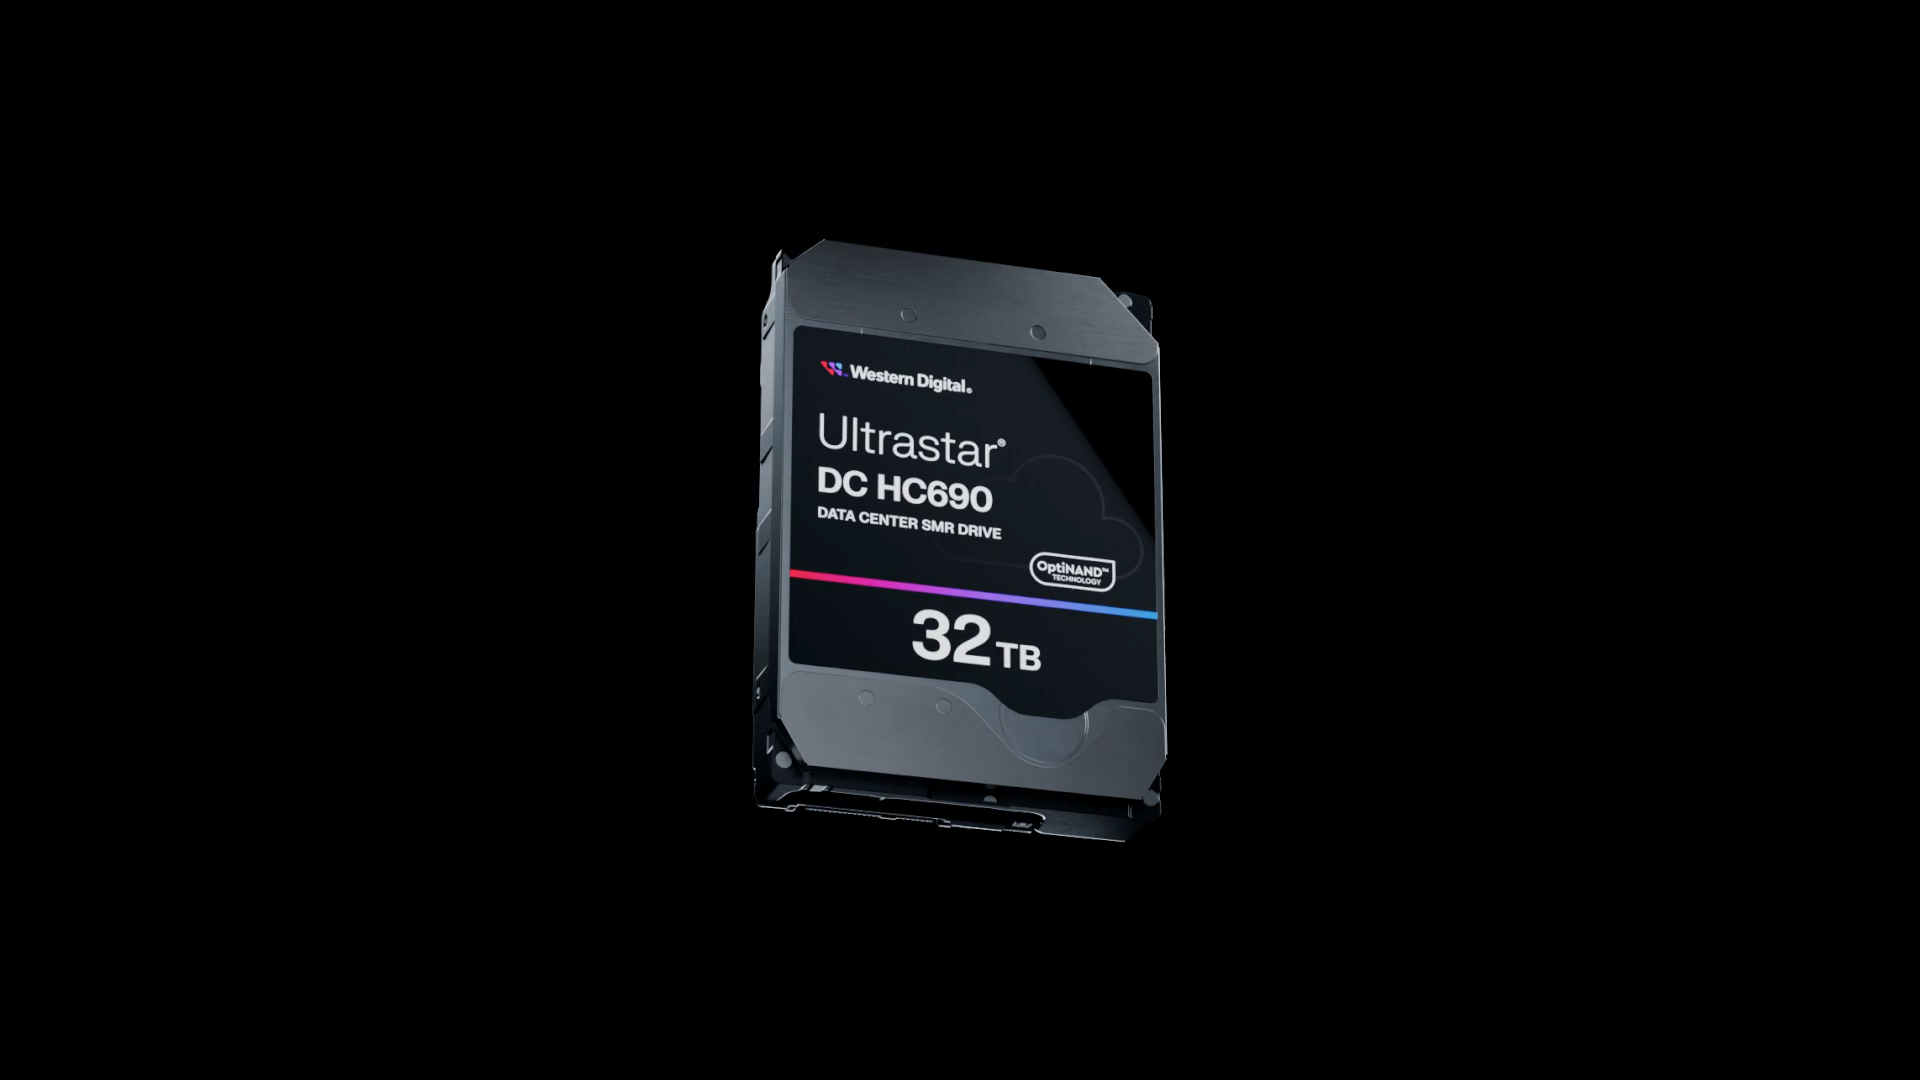 Western Digital®
Ultrastar®
DC HC690
DATA CENTER SMR DRIVE
OptiNAND™
TECHNOLOGY
32TB